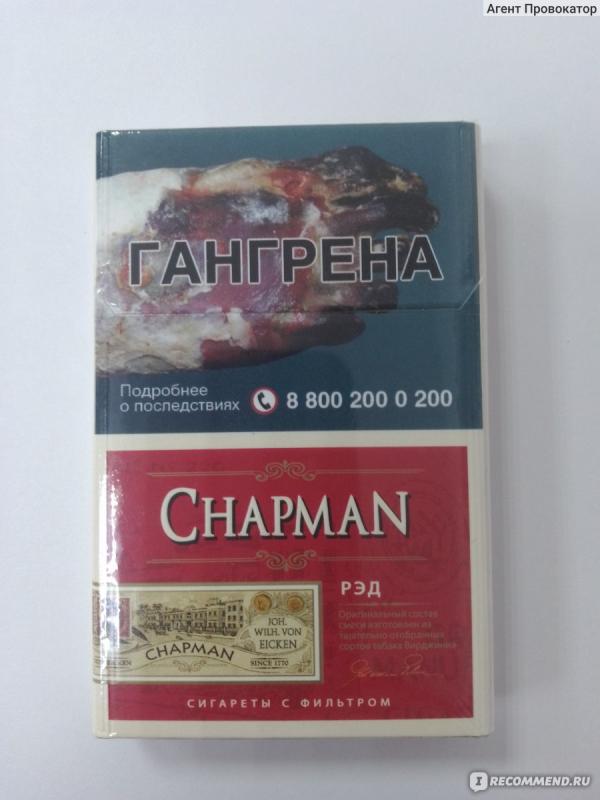 Агент Провокатор
ГАНГРЕНА
Подробнее
о последствиях
8 800 200 0 200
CHAPMAN
РЭД
Оригинальный состав
смеси изготовлен из
тщательно отобранных
сортов табака Вирджиния
JOH.
WILH. VON
EICKEN
CHAPMAN
SINCE 1770
СИГАРЕТЫ С ФИЛЬТРОМ
I RECOMMEND.RU